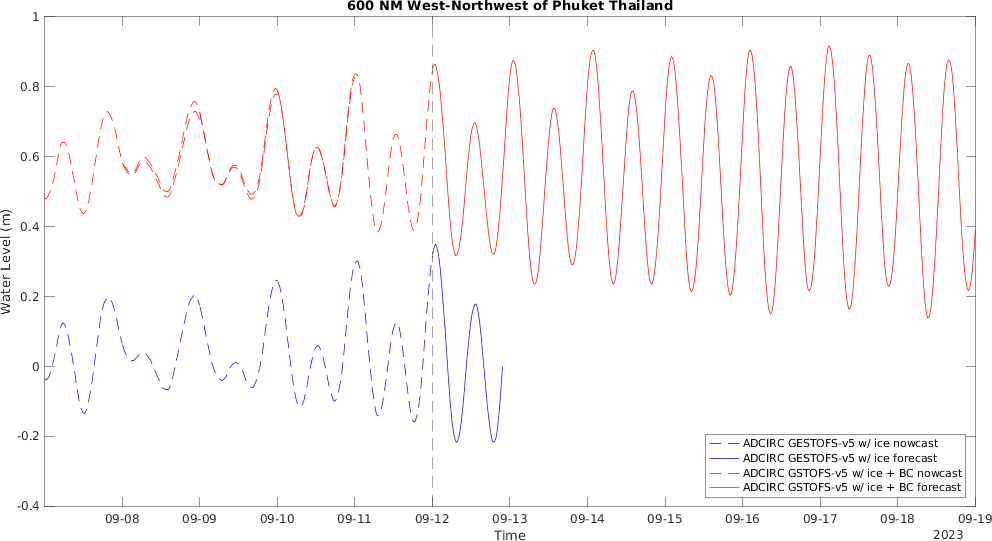 600 NM West-Northwest of Phuket Thailand
1
0.8
0.6
0.4
0.2
0
-0.2
-0.4
Water Level (m)
ADCIRC GESTOFS-v5 w/ ice nowcast
ADCIRC GESTOFS-v5 w/ ice forecast
ADCIRC GSTOFS-v5 w/ ice + BC nowcast
ADCIRC GSTOFS-v5 w/ ice + BC forecast
09-08 09-09 09-10 09-11 09-12 09-13 09-14 09-15 09-16 09-17 09-18 09-19
Time
2023